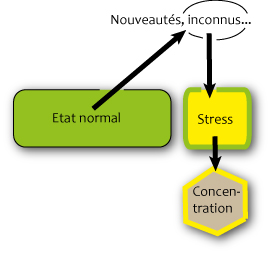 Nouveautés, inconnus...
Etat normal
Stress
Concen-
tration